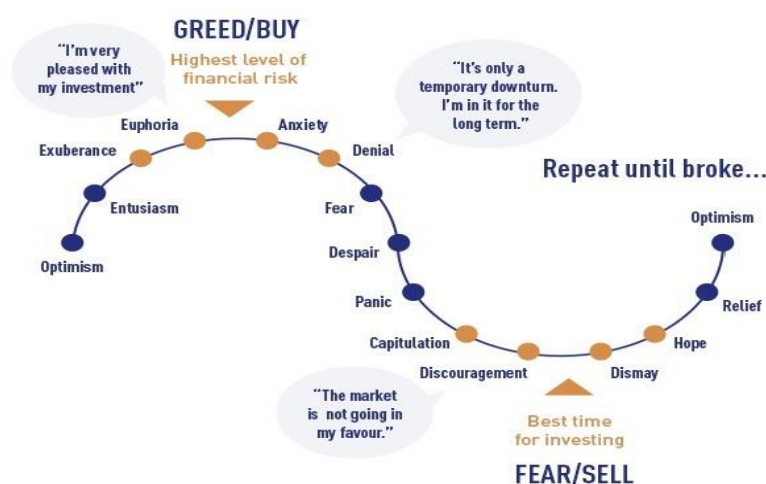 GREED/BUY
Highest level of
financial risk
“I’m very
pleased with
my investment”
“It’s only a
temporary downturn.
I’m in it for the
long term.”
Euphoria
Anxiety
Exuberance
Denial
Repeat until broke...
Entusiasm
Fear
Optimism
Optimism
Despair
Panic
Relief
Capitulation
Hope
Discouragement
Dismay
“The market
is not going in
my favour.”
Best time
for investing
FEAR/SELL